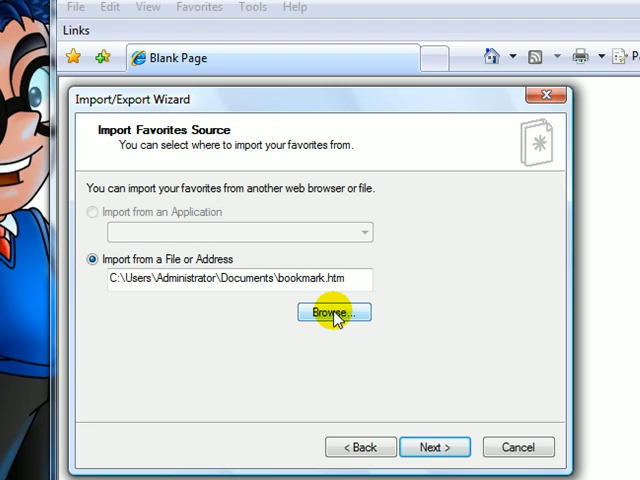 File Edit View Favorites Tools Help
Links
Blank Page
Import/Export Wizard
Import Favorites Source
You can select where to import your favorites from.
You can import your favorites from another web browser or file.
Import from an Application
Import from a File or Address
C:\Users\Administrator\Documents\bookmark.htm
Browse...
< Back Next > Cancel